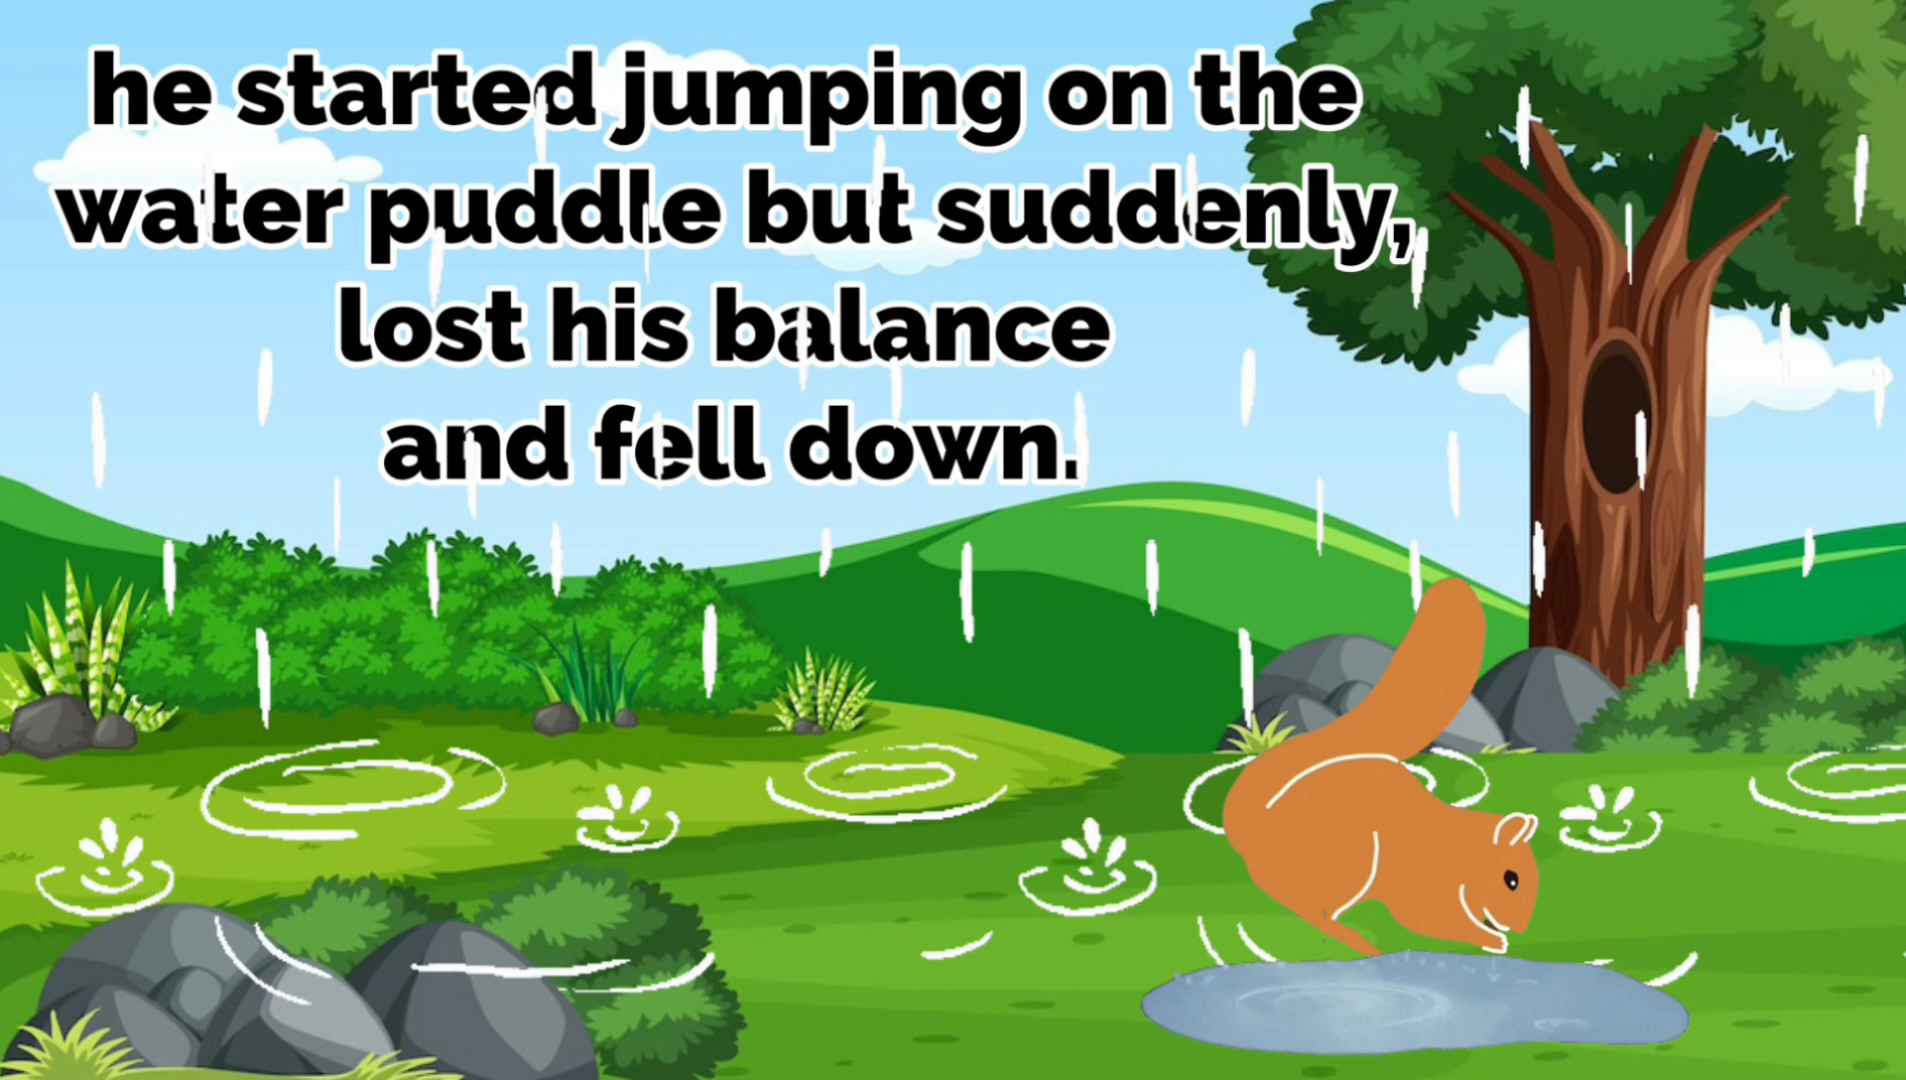 he started jumping on the
water puddle but suddenly,
lost his balance
and fell down.